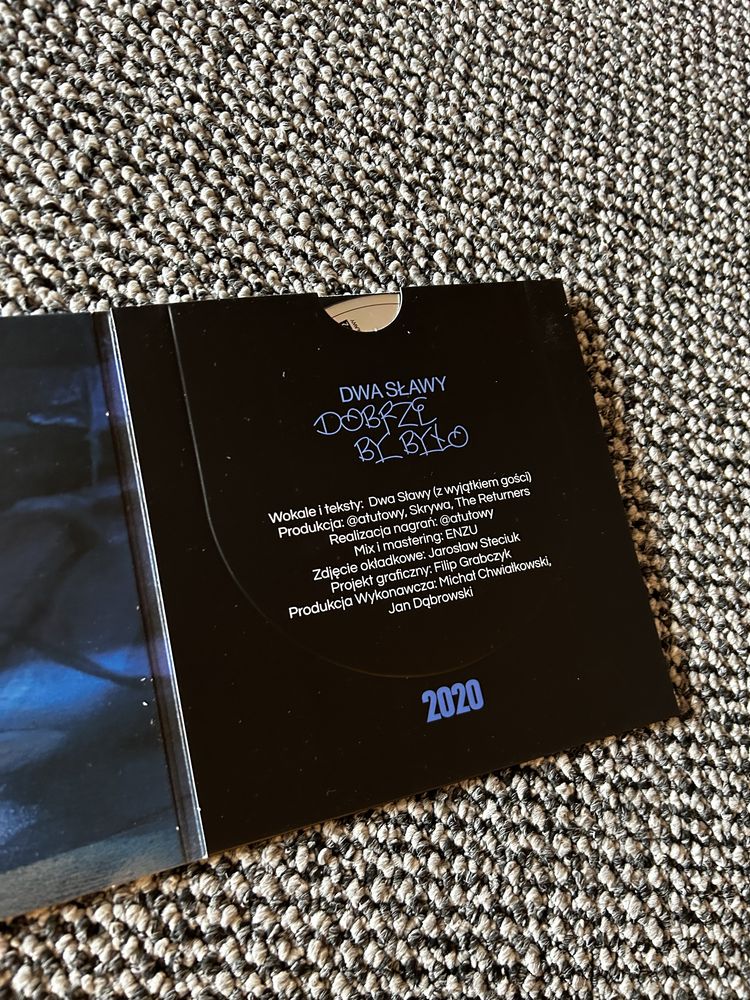 DWA SŁAWY
DOBRZE
BY BYŁO
Wokale i teksty: Dwa Sławy (z wyjątkiem gości)
Produkcja: @atutowy, Skrywa, The Returners
Realizacja nagrań: @atutowy
Mix i mastering: ENZU
Zdjęcie okładkowe: Jarosław Steciuk
Projekt graficzny: Filip Grabczyk
Produkcja Wykonawcza: Michał Chwiałkowski,
Jan Dąbrowski
2020